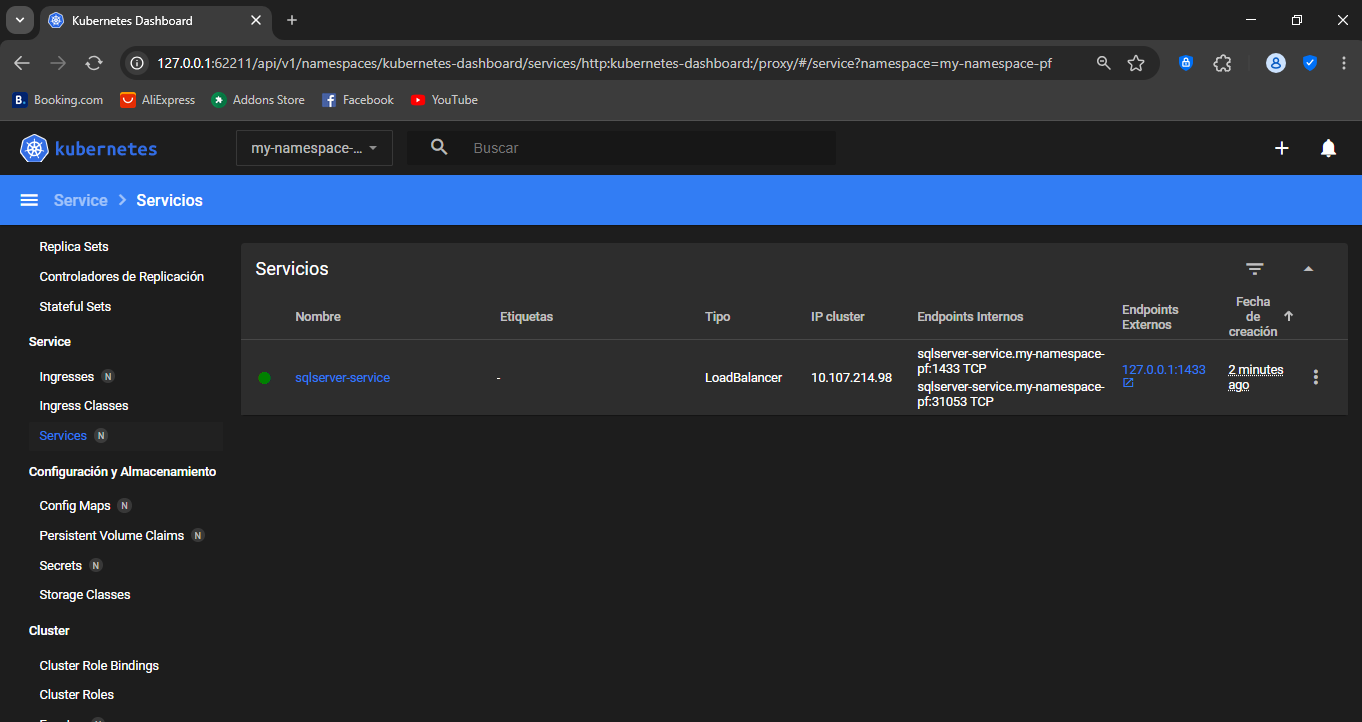 Kubernetes Dashboard
127.0.0.1:62211/api/v1/namespaces/kubernetes-dashboard/services/http:kubernetes-dashboard:/proxy/#/service?namespace=my-namespace-pf
B. Booking.com AliExpress Addons Store Facebook YouTube
kubernetes my-namespace-... Buscar
Service > Servicios
Replica Sets
Controladores de Replicación
Stateful Sets
Service
Ingresses N
Ingress Classes
Services N
Configuración y Almacenamiento
Config Maps N
Persistent Volume Claims N
Secrets N
Storage Classes
Cluster
Cluster Role Bindings
Cluster Roles
Servicios
Nombre
Etiquetas
Tipo
IP cluster
Endpoints Internos
Endpoints
Externos
Fecha
de
creación
sqlserver-service
-
LoadBalancer
10.107.214.98
sqlserver-service.my-namespace-
pf:1433 TCP
sqlserver-service.my-namespace-
pf:31053 TCP
127.0.0.1:1433
2 minutes
ago